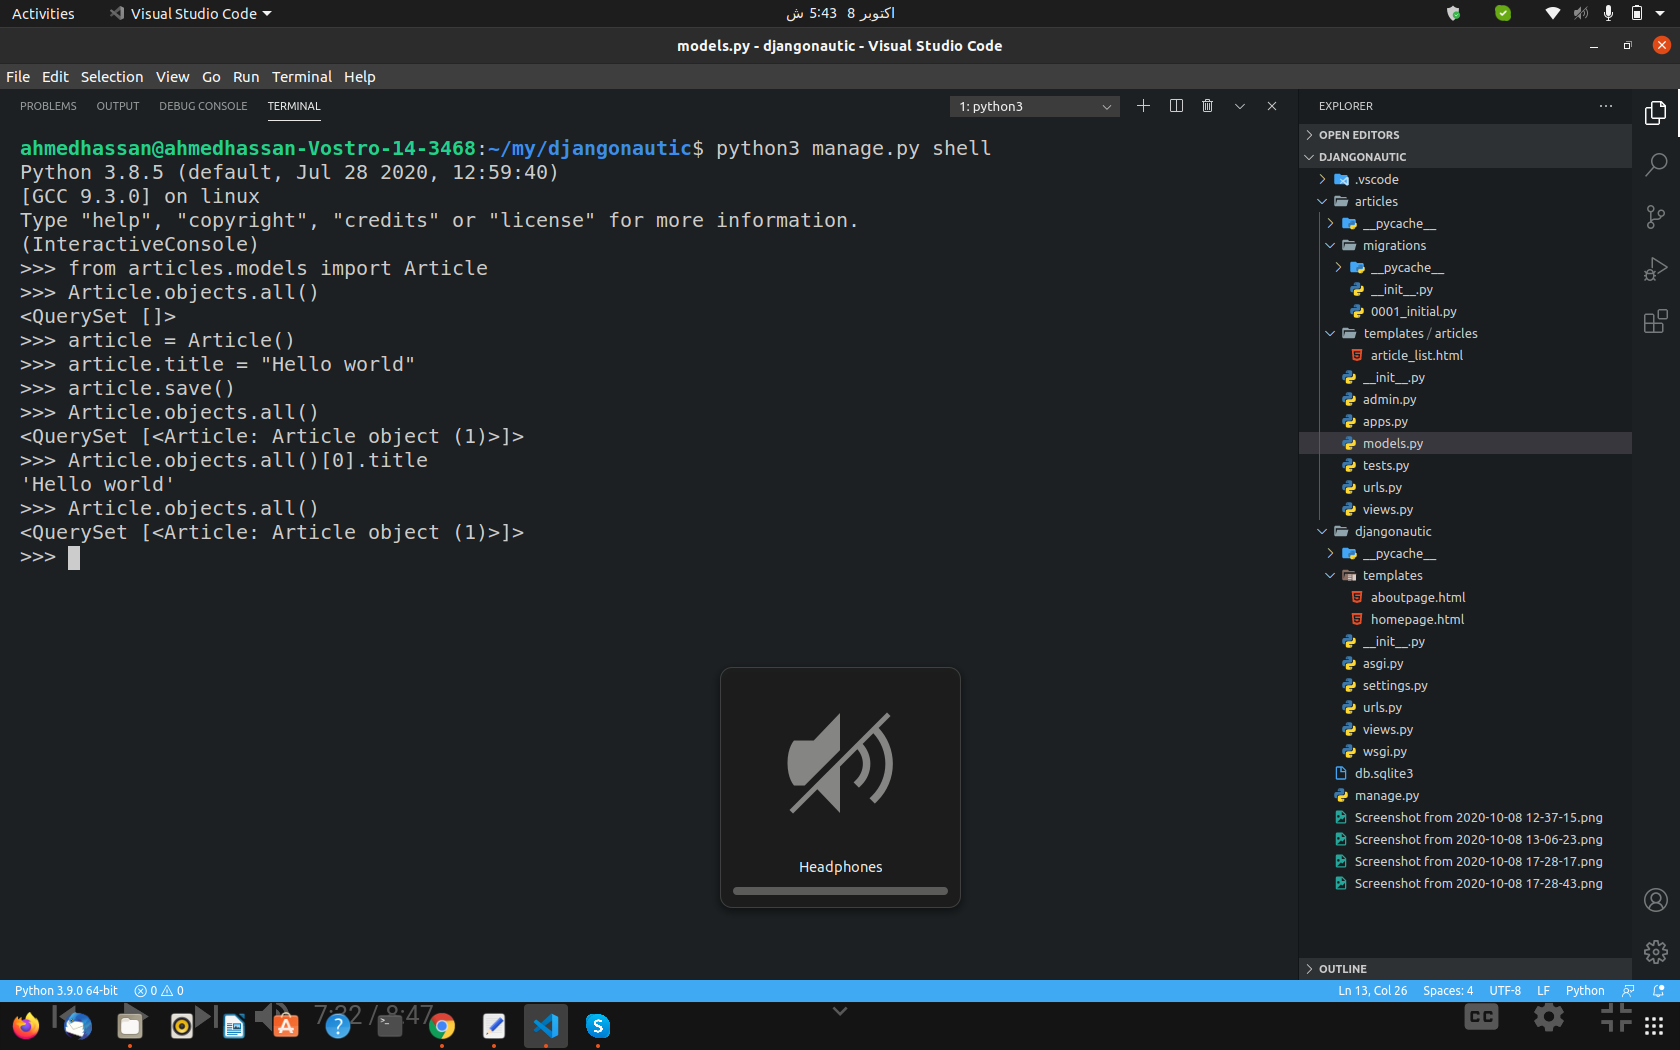 Activities
Visual Studio Code
اكتوبر 8 5:43 ش
models.py - djangonautic - Visual Studio Code
File Edit Selection View Go Run Terminal Help
PROBLEMS OUTPUT DEBUG CONSOLE TERMINAL
1: python3
ahmedhassan@ahmedhassan-Vostro-14-3468:~/my/djangonautic$ python3 manage.py shell
Python 3.8.5 (default, Jul 28 2020, 12:59:40)
[GCC 9.3.0] on linux
Type "help", "copyright", "credits" or "license" for more information.
(InteractiveConsole)
>>> from articles.models import Article
>>> Article.objects.all()
<QuerySet []>
>>> article = Article()
>>> article.title = "Hello world"
>>> article.save()
>>> Article.objects.all()
<QuerySet [<Article: Article object (1)>]>
>>> Article.objects.all()[0].title
'Hello world'
>>> Article.objects.all()
<QuerySet [<Article: Article object (1)>]>
>>>
Headphones
EXPLORER
OPEN EDITORS
DJANGONAUTIC
.vscode
articles
__pycache__
migrations
__pycache__
__init__.py
0001_initial.py
templates / articles
article_list.html
__init__.py
admin.py
apps.py
models.py
tests.py
urls.py
views.py
djangonautic
__pycache__
templates
aboutpage.html
homepage.html
__init__.py
asgi.py
settings.py
urls.py
views.py
wsgi.py
db.sqlite3
manage.py
Screenshot from 2020-10-08 12-37-15.png
Screenshot from 2020-10-08 13-06-23.png
Screenshot from 2020-10-08 17-28-17.png
Screenshot from 2020-10-08 17-28-43.png
OUTLINE
Python 3.9.0 64-bit 0 0
Ln 13, Col 26 Spaces: 4 UTF-8 LF Python
7:32 / 8:47
CC